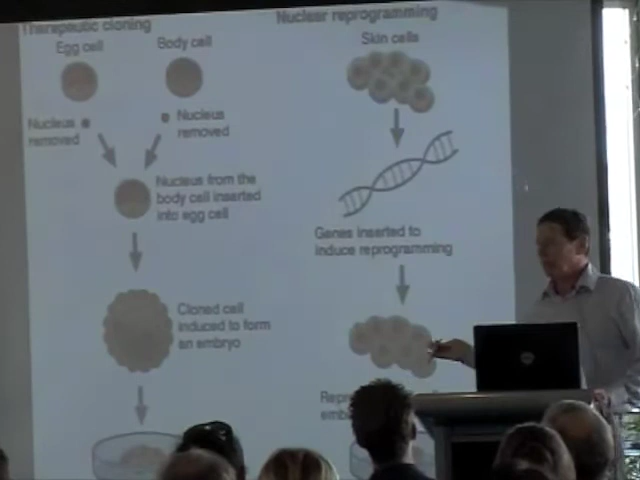 Therapeutic cloning
Egg cell
Body cell
Nucleus
removed
Nucleus
removed
Nucleus from the
body cell inserted
into egg cell
Cloned cell
induced to form
an embryo
Nuclear reprogramming
Skin cells
Genes inserted to
induce reprogramming